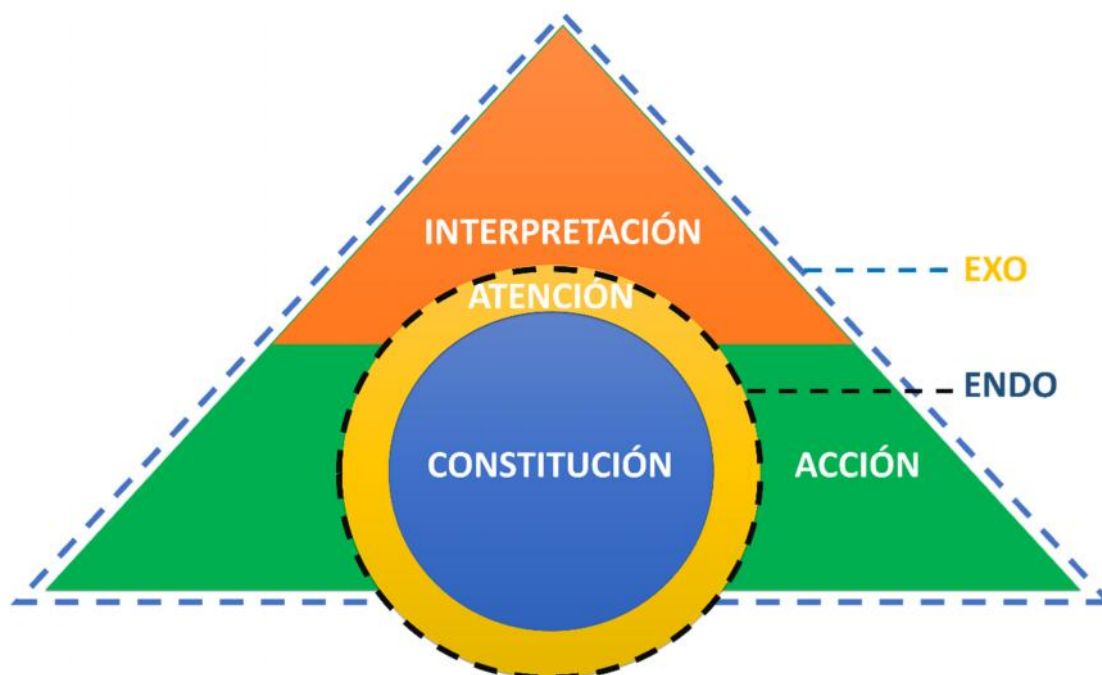 INTERPRETACIÓN
ATENCIÓN
EXO
ENDO
CONSTITUCIÓN
ACCIÓN